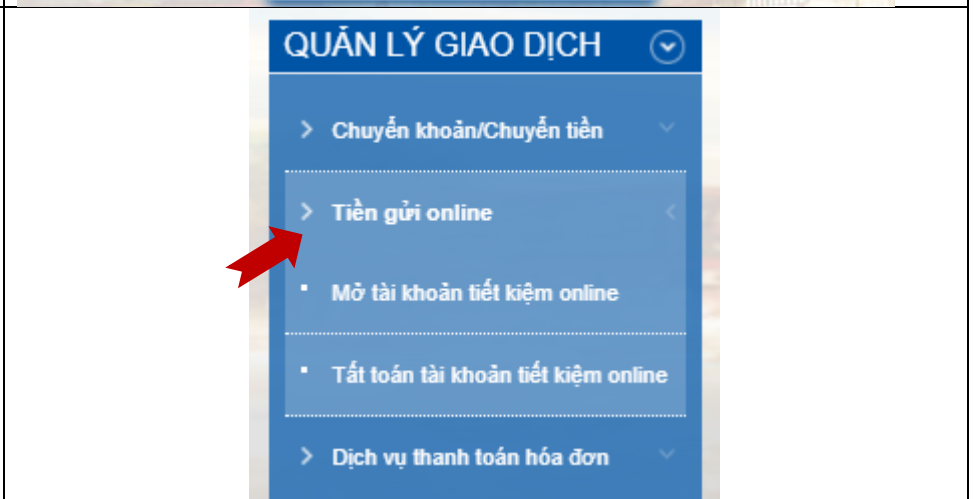 QUẢN LÝ GIAO DỊCH
Chuyển khoản/Chuyển tiền
Tiền gửi online
Mở tài khoản tiết kiệm online
Tất toán tài khoản tiết kiệm online
Dịch vụ thanh toán hóa đơn